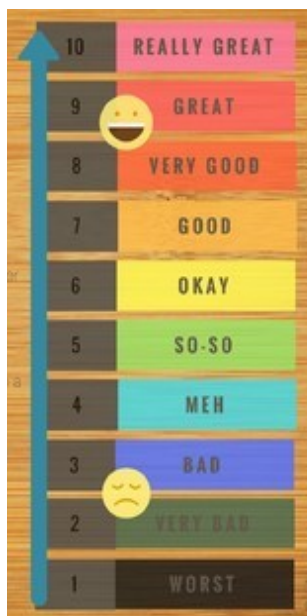 10 REALLY GREAT
9 GREAT
8 VERY GOOD
7 GOOD
6 OKAY
5 SO-SO
4 MEH
3 BAD
2 VERY BAD
1 WORST